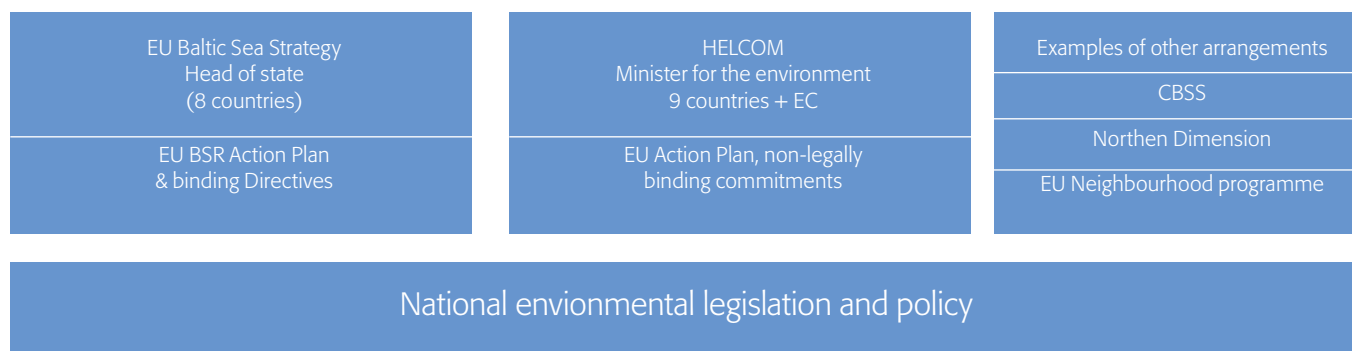 EU Baltic Sea Strategy
Head of state
(8 countries)
EU BSR Action Plan
& binding Directives
HELCOM
Minister for the environment
9 countries + EC
EU Action Plan, non-legally
binding commitments
Examples of other arrangements
CBSS
Northen Dimension
EU Neighbourhood programme
National envionmental legislation and policy